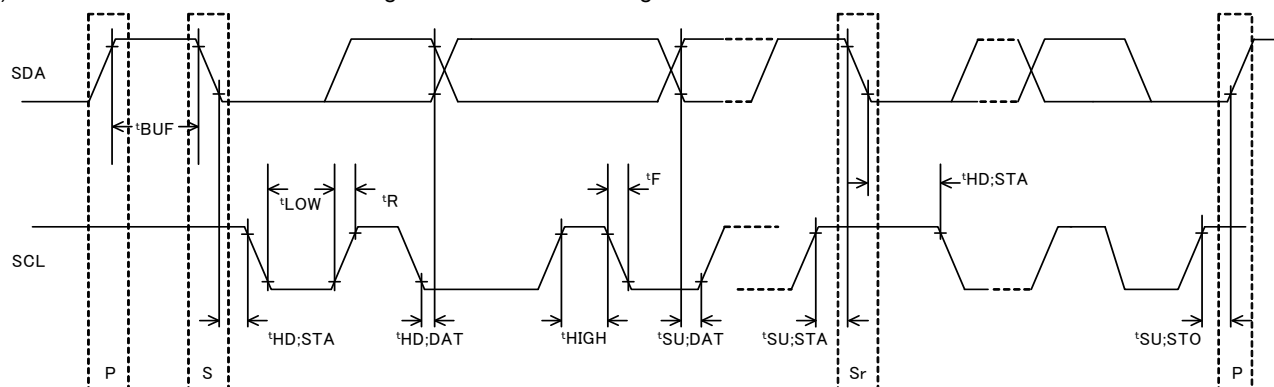 SDA
tBUF
tHD;STA
tLOW
tR
tF
SCL
tHD;STA
tHD;DAT
tHIGH
tSU;DAT
tSU;STA
tSU;STO
P
S
Sr
P